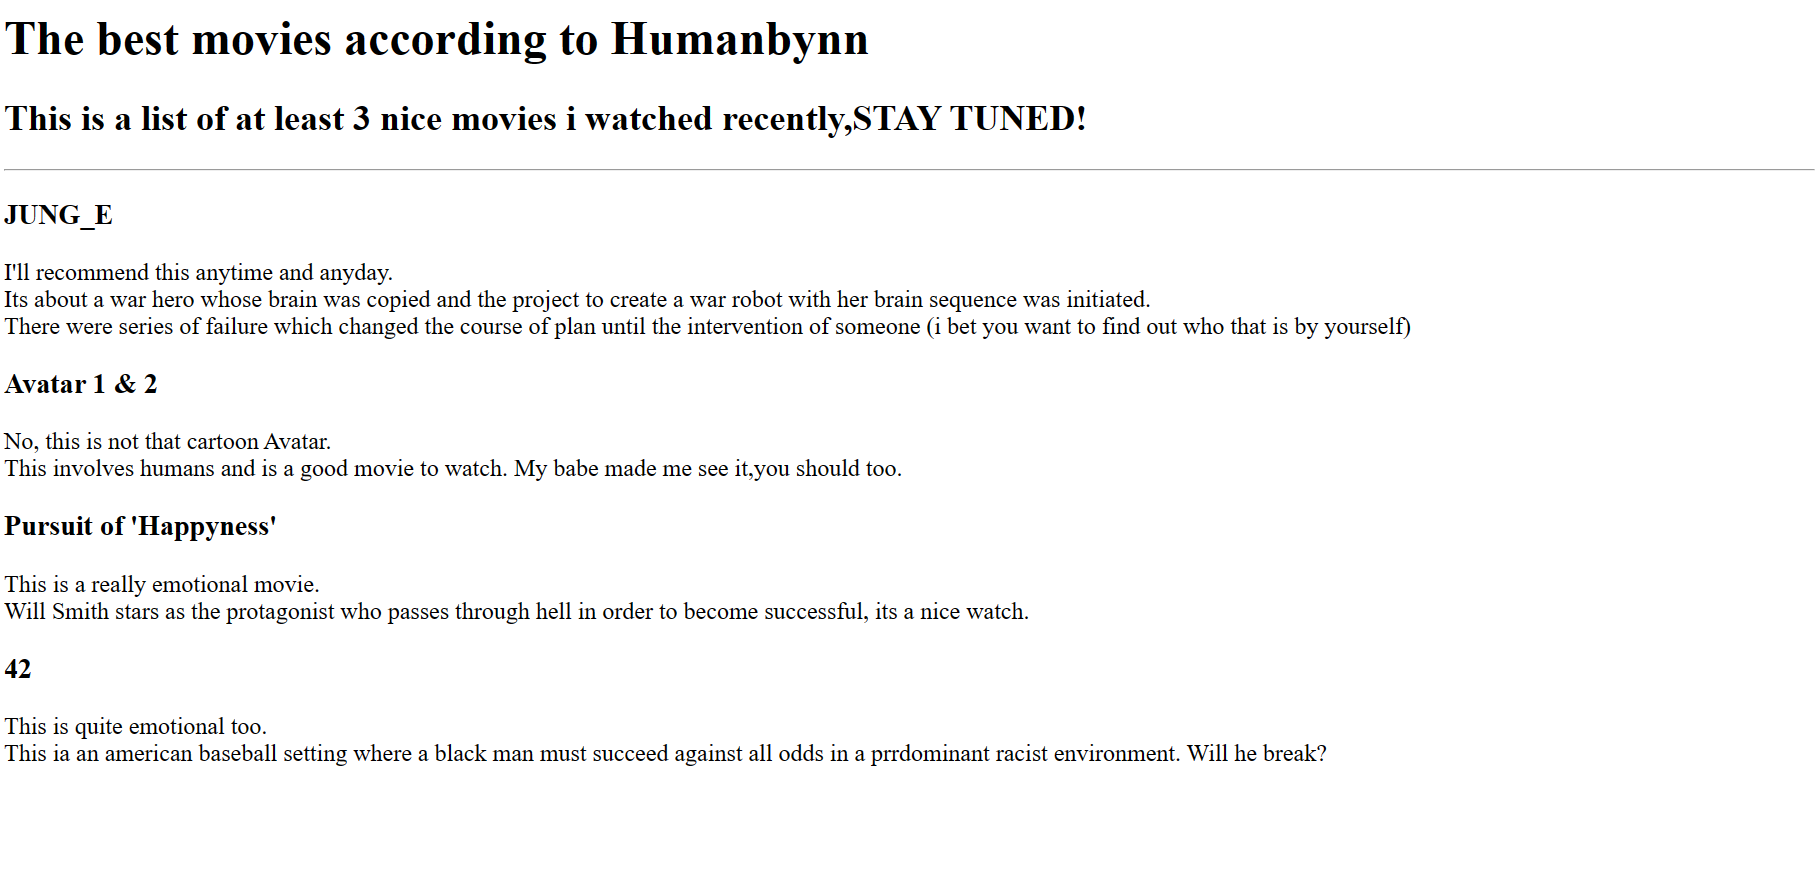 The best movies according to Humanbynn
This is a list of at least 3 nice movies i watched recently,STAY TUNED!
JUNG_E
I'll recommend this anytime and anyday.
Its about a war hero whose brain was copied and the project to create a war robot with her brain sequence was initiated.
There were series of failure which changed the course of plan until the intervention of someone (i bet you want to find out who that is by yourself)
Avatar 1 & 2
No, this is not that cartoon Avatar.
This involves humans and is a good movie to watch. My babe made me see it,you should too.
Pursuit of 'Happyness'
This is a really emotional movie.
Will Smith stars as the protagonist who passes through hell in order to become successful, its a nice watch.
42
This is quite emotional too.
This ia an american baseball setting where a black man must succeed against all odds in a prrdominant racist environment. Will he break?